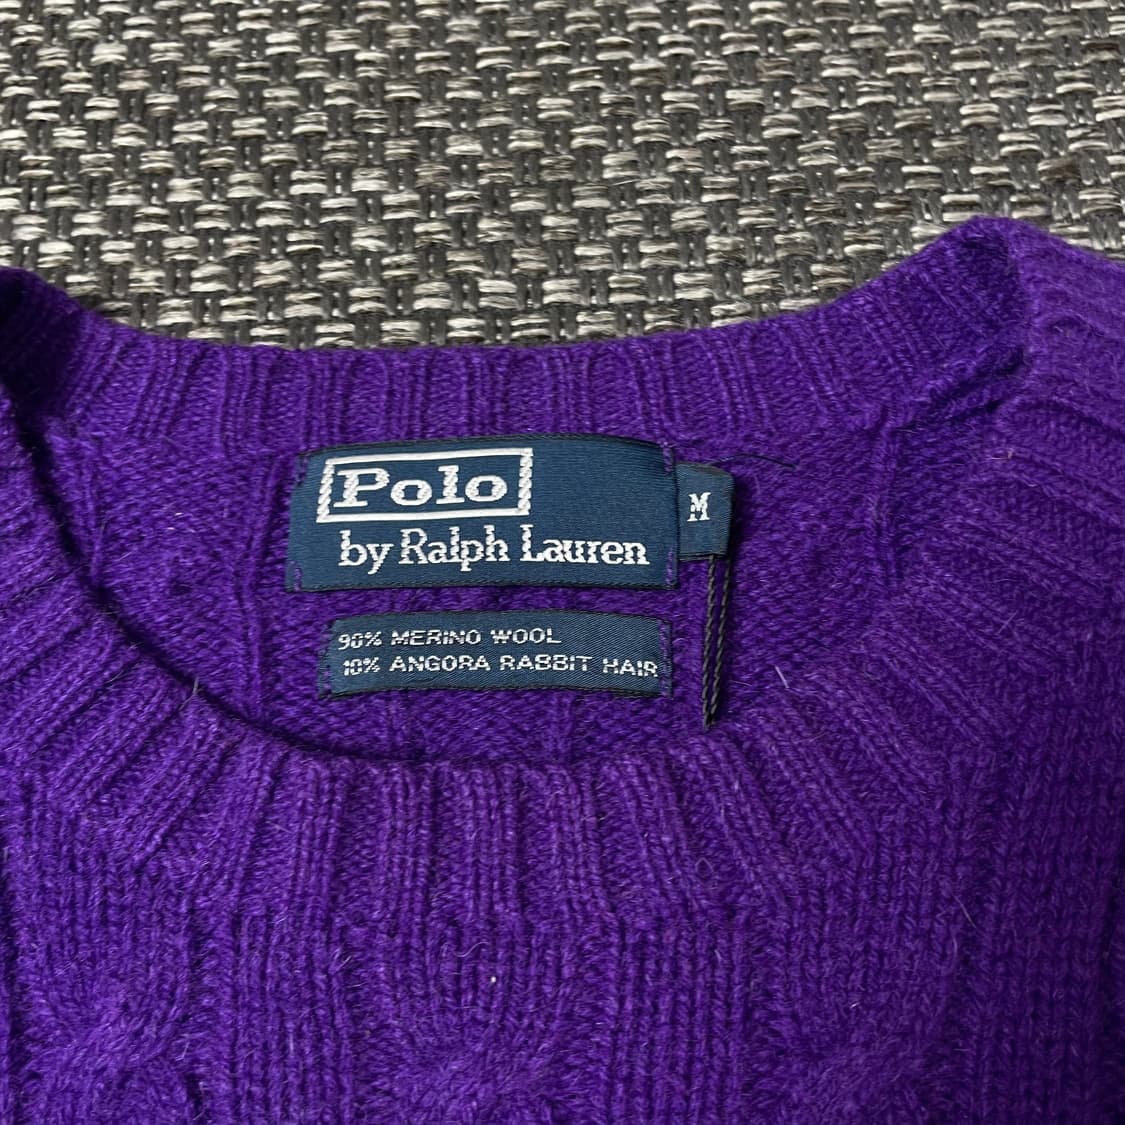 Polo
by Ralph Lauren
M
90% MERINO WOOL
10% ANGORA RABBIT HAIR